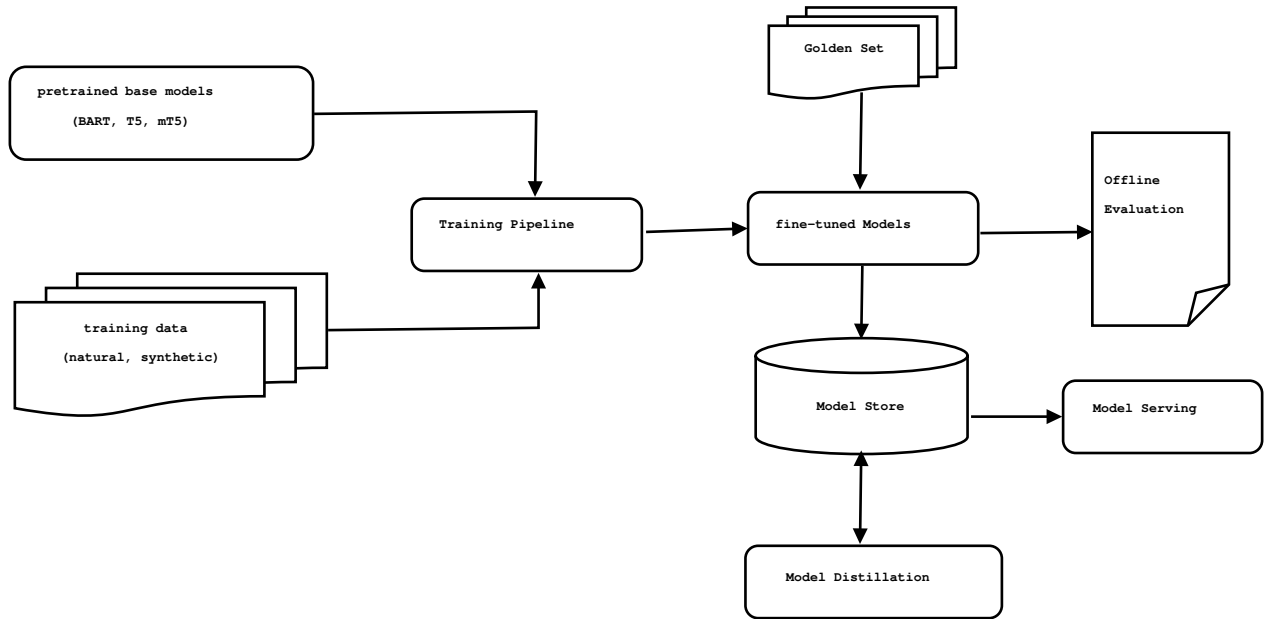 Golden Set
pretrained base models
(BART, T5, mT5)
Offline
Evaluation
Training Pipeline
fine-tuned Models
training data
(natural, synthetic)
Model Store
Model Serving
Model Distillation